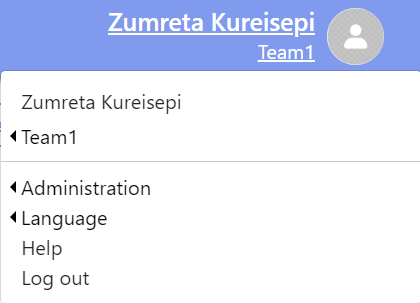 Zumreta Kureisepi
Team1
Zumreta Kureisepi
Team1
Administration
Language
Help
Log out